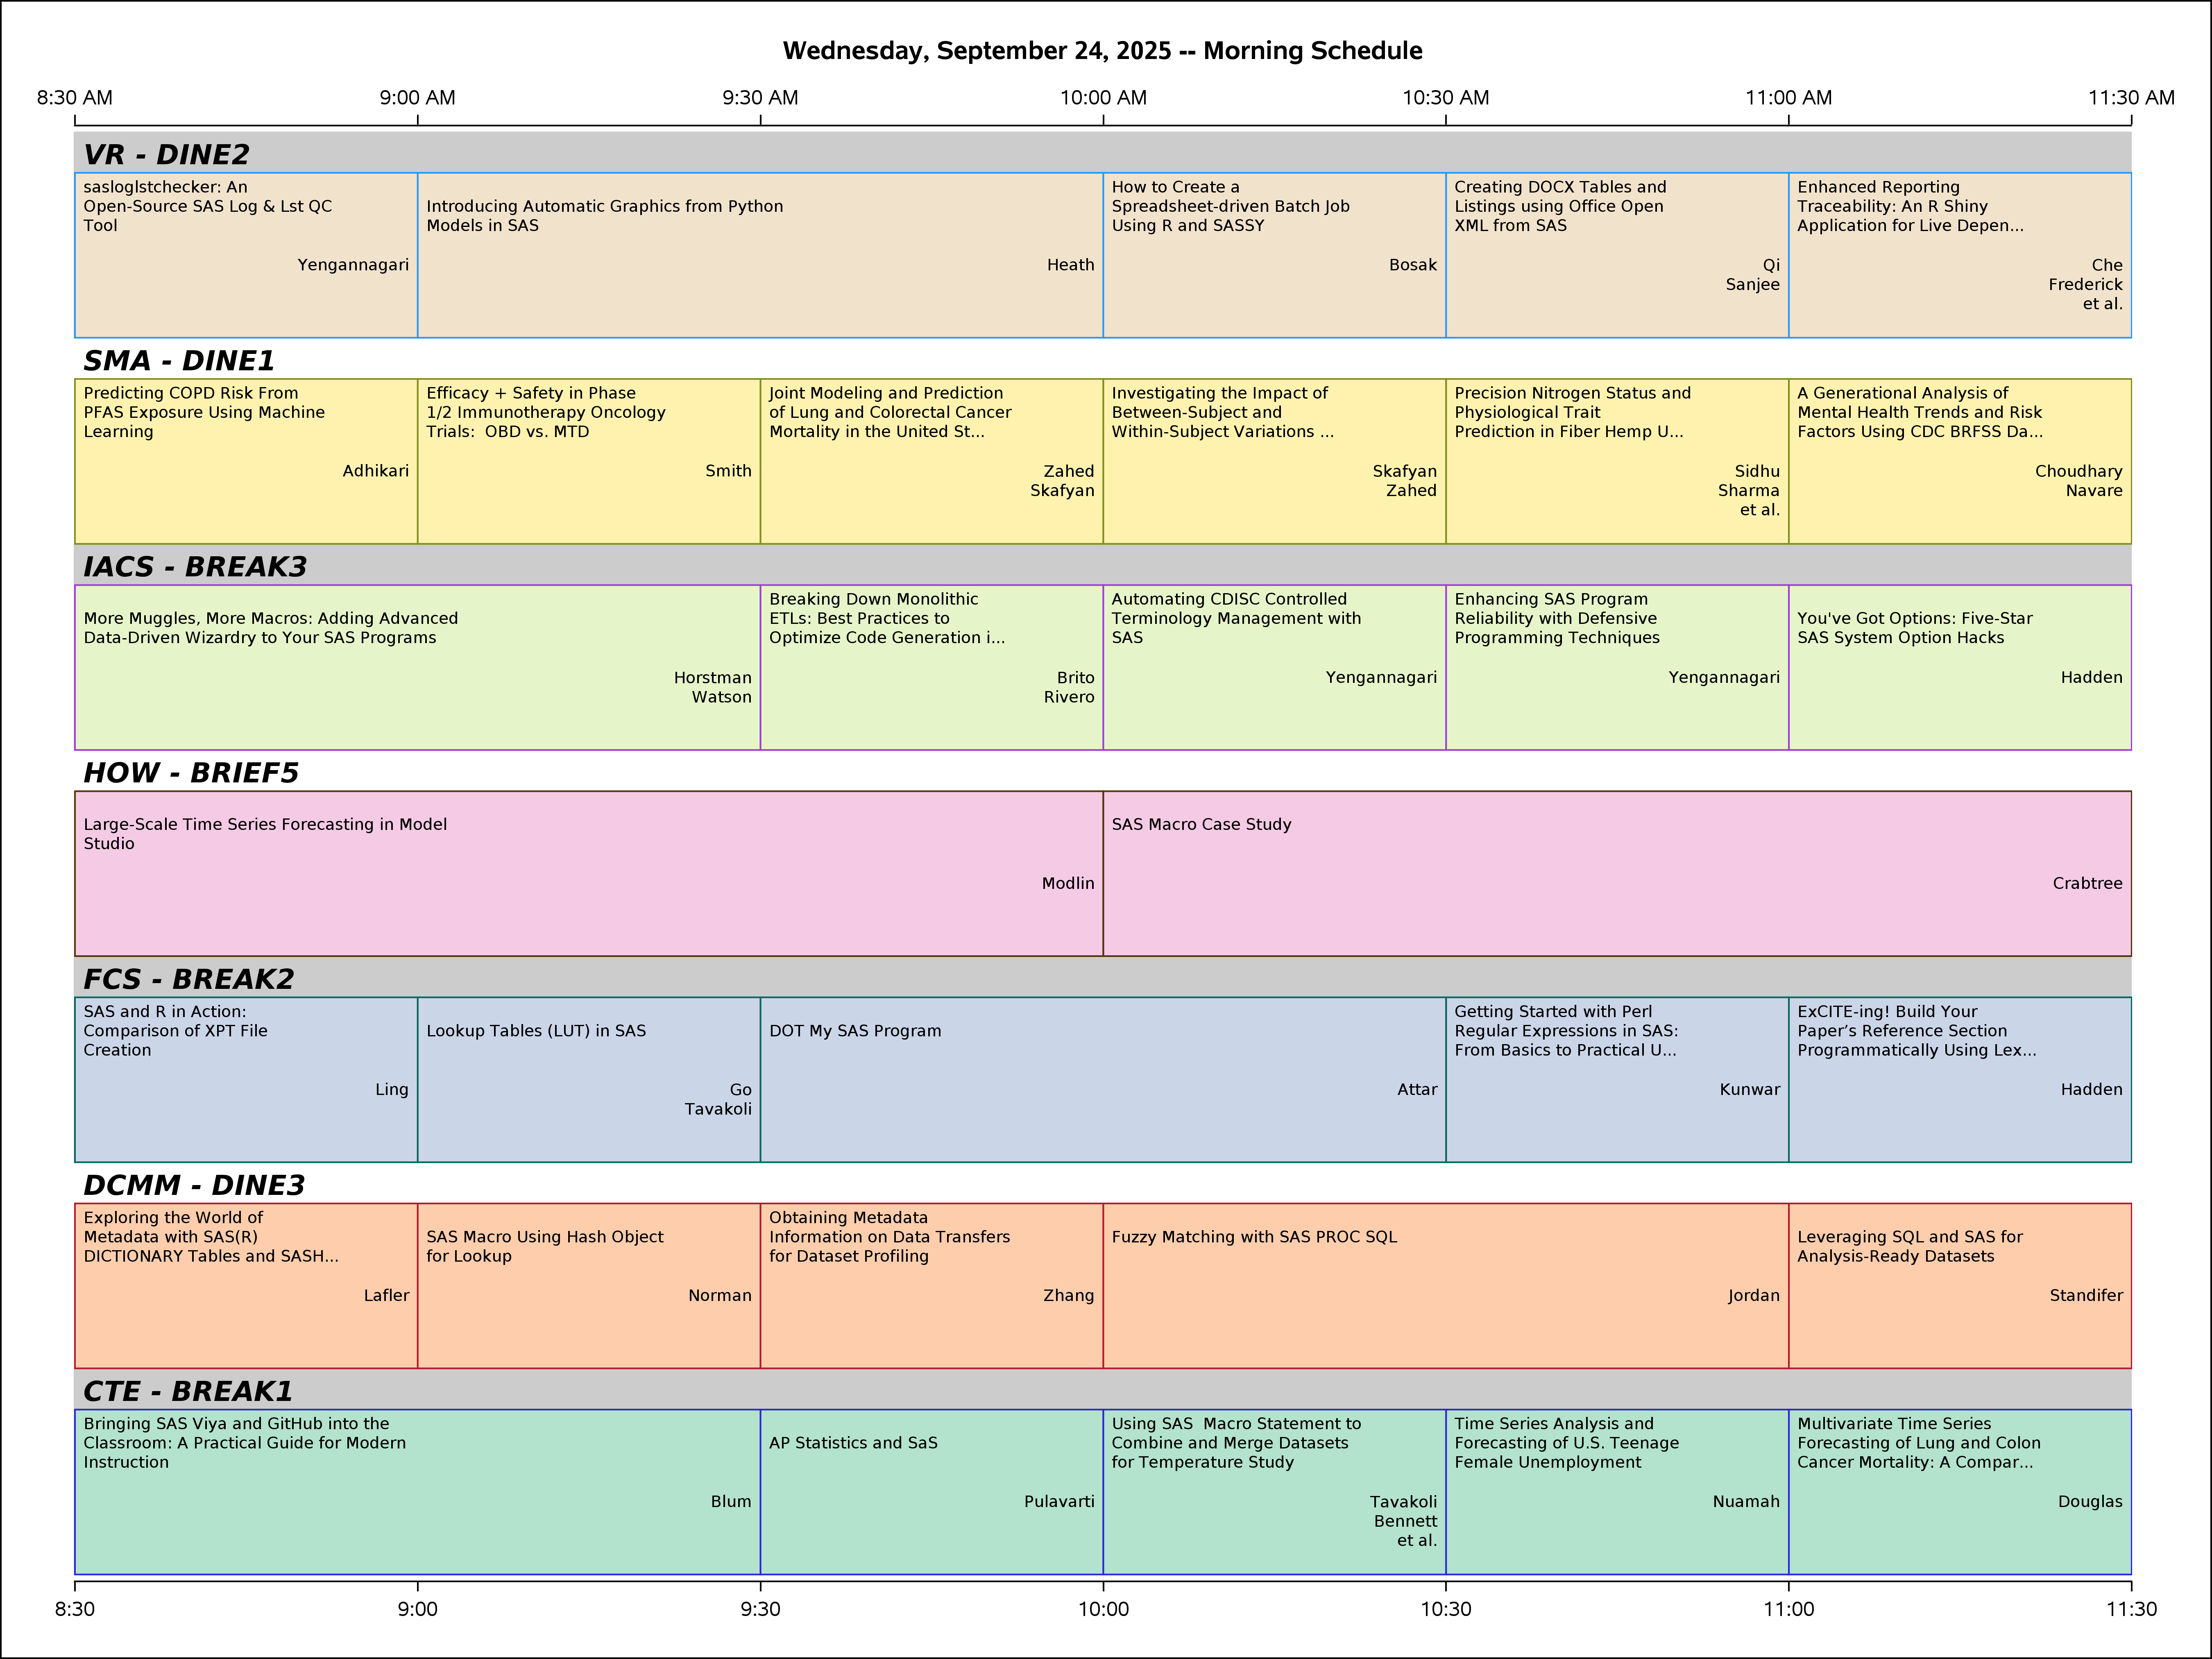 Wednesday, September 24, 2025 -- Morning Schedule
8:30 AM 9:00 AM 9:30 AM 10:00 AM 10:30 AM 11:00 AM 11:30 AM
VR - DINE2
sasloglstchecker: An
Open-Source SAS Log & Lst QC
Tool
Yengannagari
Introducing Automatic Graphics from Python
Models in SAS
Heath
How to Create a
Spreadsheet-driven Batch Job
Using R and SASSY
Bosak
Creating DOCX Tables and
Listings using Office Open
XML from SAS
Qi
Sanjee
Enhanced Reporting
Traceability: An R Shiny
Application for Live Depen...
Che
Frederick
et al.
SMA - DINE1
Predicting COPD Risk From
PFAS Exposure Using Machine
Learning
Adhikari
Efficacy + Safety in Phase
1/2 Immunotherapy Oncology
Trials:  OBD vs. MTD
Smith
Joint Modeling and Prediction
of Lung and Colorectal Cancer
Mortality in the United St...
Zahed
Skafyan
Investigating the Impact of
Between-Subject and
Within-Subject Variations ...
Skafyan
Zahed
Precision Nitrogen Status and
Physiological Trait
Prediction in Fiber Hemp U...
Sidhu
Sharma
et al.
A Generational Analysis of
Mental Health Trends and Risk
Factors Using CDC BRFSS Da...
Choudhary
Navare
IACS - BREAK3
More Muggles, More Macros: Adding Advanced
Data-Driven Wizardry to Your SAS Programs
Horstman
Watson
Breaking Down Monolithic
ETLs: Best Practices to
Optimize Code Generation i...
Brito
Rivero
Automating CDISC Controlled
Terminology Management with
SAS
Yengannagari
Enhancing SAS Program
Reliability with Defensive
Programming Techniques
Yengannagari
You've Got Options: Five-Star
SAS System Option Hacks
Hadden
HOW - BRIEF5
Large-Scale Time Series Forecasting in Model
Studio
Modlin
SAS Macro Case Study
Crabtree
FCS - BREAK2
SAS and R in Action:
Comparison of XPT File
Creation
Ling
Lookup Tables (LUT) in SAS
Go
Tavakoli
DOT My SAS Program
Attar
Getting Started with Perl
Regular Expressions in SAS:
From Basics to Practical U...
Kunwar
ExCITE-ing! Build Your
Paper’s Reference Section
Programmatically Using Lex...
Hadden
DCMM - DINE3
Exploring the World of
Metadata with SAS(R)
DICTIONARY Tables and SASH...
Lafler
SAS Macro Using Hash Object
for Lookup
Norman
Obtaining Metadata
Information on Data Transfers
for Dataset Profiling
Zhang
Fuzzy Matching with SAS PROC SQL
Jordan
Leveraging SQL and SAS for
Analysis-Ready Datasets
Standifer
CTE - BREAK1
Bringing SAS Viya and GitHub into the
Classroom: A Practical Guide for Modern
Instruction
Blum
AP Statistics and SaS
Pulavarti
Using SAS  Macro Statement to
Combine and Merge Datasets
for Temperature Study
Tavakoli
Bennett
et al.
Time Series Analysis and
Forecasting of U.S. Teenage
Female Unemployment
Nuamah
Multivariate Time Series
Forecasting of Lung and Colon
Cancer Mortality: A Compar...
Douglas
8:30 9:00 9:30 10:00 10:30 11:00 11:30